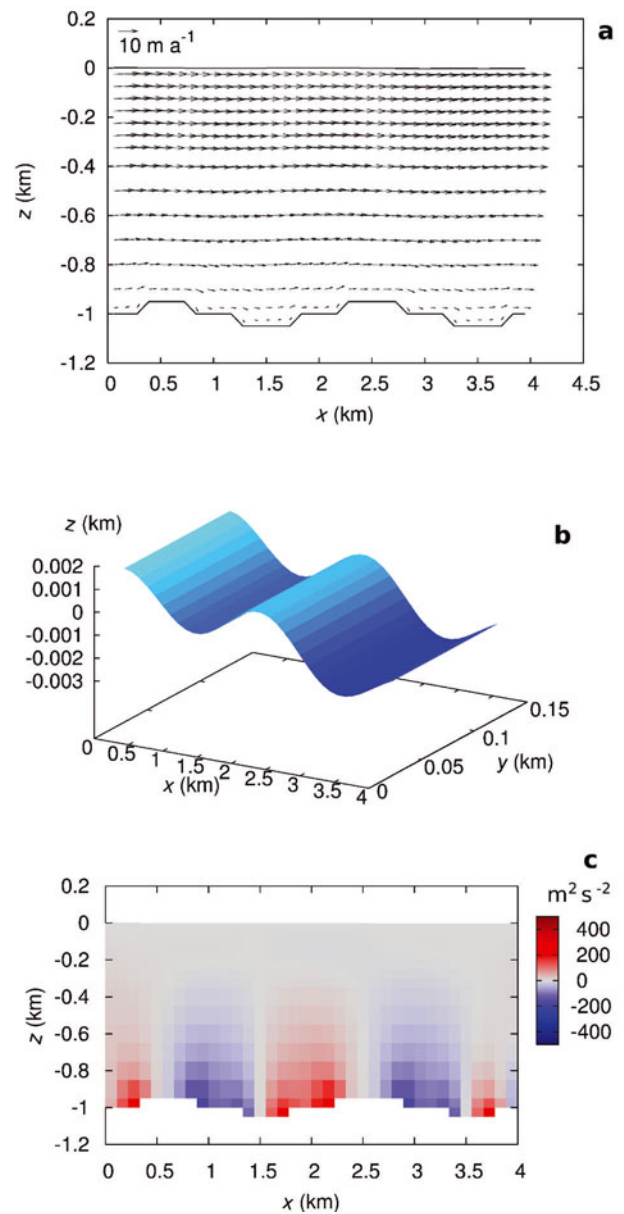 a
10 m a⁻¹
0.2
0
-0.2
-0.4
-0.6
-0.8
-1
-1.2
z (km)
0 0.5 1 1.5 2 2.5 3 3.5 4 4.5
x (km)
b
z (km)
0.002
0.001
0
-0.001
-0.002
-0.003
0 0.5 1 1.5 2 2.5 3 3.5 4
x (km)
0 0.05 0.1 0.15
y (km)
c
m² s⁻²
0.2
0
-0.2
-0.4
-0.6
-0.8
-1
-1.2
z (km)
0 0.5 1 1.5 2 2.5 3 3.5 4
x (km)
400
200
0
-200
-400